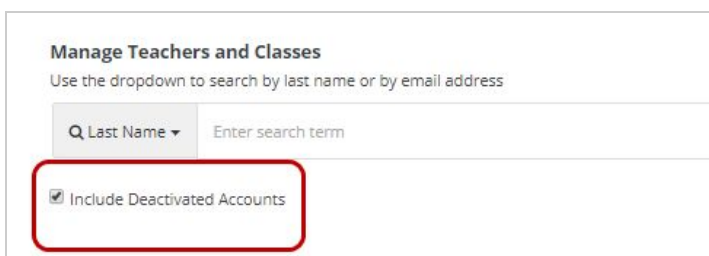 Manage Teachers and Classes
Use the dropdown to search by last name or by email address
Last Name Enter search term
Include Deactivated Accounts